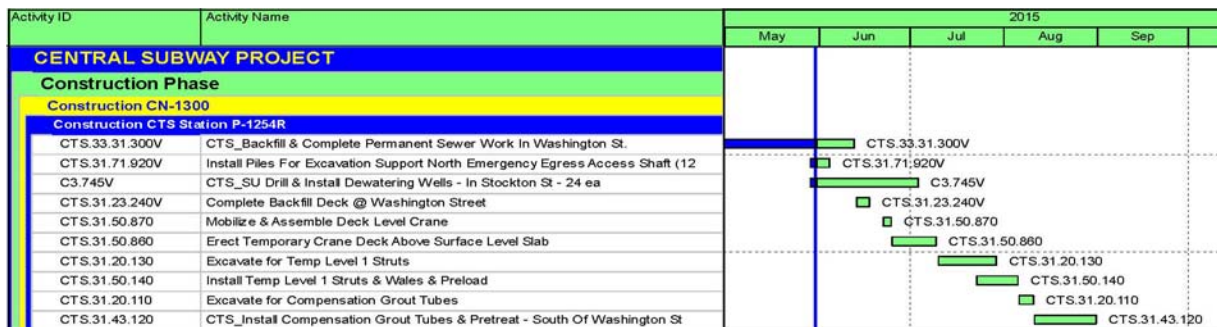 Activity ID Activity Name 2015
May Jun Jul Aug Sep
CENTRAL SUBWAY PROJECT
Construction Phase
Construction CN-1300
Construction CTS Station P-1254R
CTS.33.31.300V CTS_Backfill & Complete Permanent Sewer Work In Washington St. CTS.33.31.300V
CTS.31.71.920V Install Piles For Excavation Support North Emergency Egress Access Shaft (12 CTS.31.71.920V
C3.745V CTS_SU Drill & Install Dewatering Wells - In Stockton St - 24 ea C3.745V
CTS.31.23.240V Complete Backfill Deck @ Washington Street CTS.31.23.240V
CTS.31.50.870 Mobilize & Assemble Deck Level Crane CTS.31.50.870
CTS.31.50.860 Erect Temporary Crane Deck Above Surface Level Slab CTS.31.50.860
CTS.31.20.130 Excavate for Temp Level 1 Struts CTS.31.20.130
CTS.31.50.140 Install Temp Level 1 Struts & Wales & Preload CTS.31.50.140
CTS.31.20.110 Excavate for Compensation Grout Tubes CTS.31.20.110
CTS.31.43.120 CTS_Install Compensation Grout Tubes & Pretreat - South Of Washington St CTS.31.43.120